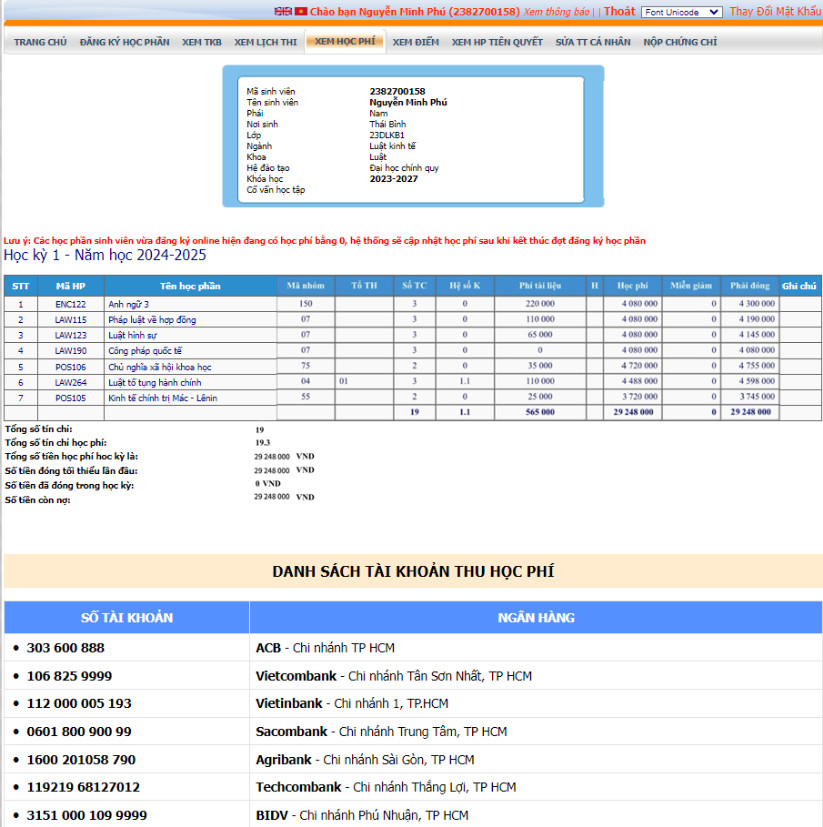 Chào bạn Nguyễn Minh Phú (2382700158) Xem thông báo | | Thoát Font Unicode Thay Đổi Mật Khẩu
TRANG CHỦ ĐĂNG KÝ HỌC PHẦN XEM TKB XEM LỊCH THI XEM HỌC PHÍ XEM ĐIỂM XEM HP TIÊN QUYẾT SỬA TT CÁ NHÂN NỘP CHỨNG CHỈ
Mã sinh viên 2382700158
Tên sinh viên Nguyễn Minh Phú
Phái Nam
Nơi sinh Thái Bình
Lớp 23DLKB1
Ngành Luật kinh tế
Khoa Luật
Hệ đào tạo Đại học chính quy
Khóa học 2023-2027
Cố vấn học tập
Lưu ý: Các học phần sinh viên vừa đăng ký online hiện đang có học phí bằng 0, hệ thống sẽ cập nhật học phí sau khi kết thúc đợt đăng ký học phần
Học kỳ 1 - Năm học 2024-2025
STT Mã HP Tên học phần Mã nhóm Tổ TH Số TC Hệ số K Phí tài liệu H Học phí Miễn giảm Phải đóng Ghi chú
1 ENC122 Anh ngữ 3 150 3 0 220 000 4 080 000 0 4 300 000
2 LAW115 Pháp luật về hợp đồng 07 3 0 110 000 4 080 000 0 4 190 000
3 LAW123 Luật hình sự 07 3 0 65 000 4 080 000 0 4 145 000
4 LAW190 Công pháp quốc tế 07 3 0 0 4 080 000 0 4 080 000
5 POS106 Chủ nghĩa xã hội khoa học 75 2 0 35 000 4 720 000 0 4 755 000
6 LAW264 Luật tố tụng hành chính 04 01 3 1.1 110 000 4 488 000 0 4 598 000
7 POS105 Kinh tế chính trị Mác - Lênin 55 2 0 25 000 3 720 000 0 3 745 000
19 1.1 565 000 29 248 000 0 29 248 000
Tổng số tín chỉ: 19
Tổng số tín chỉ học phí: 19.3
Tổng số tiền học phí hoc kỳ là: 29 248 000 VND
Số tiền đóng tối thiểu lần đầu: 29 248 000 VND
Số tiền đã đóng trong học kỳ: 0 VND
Số tiền còn nợ: 29 248 000 VND
DANH SÁCH TÀI KHOẢN THU HỌC PHÍ
SỐ TÀI KHOẢN NGÂN HÀNG
• 303 600 888 ACB - Chi nhánh TP HCM
• 106 825 9999 Vietcombank - Chi nhánh Tân Sơn Nhất, TP HCM
• 112 000 005 193 Vietinbank - Chi nhánh 1, TP.HCM
• 0601 800 900 99 Sacombank - Chi nhánh Trung Tâm, TP HCM
• 1600 201058 790 Agribank - Chi nhánh Sài Gòn, TP HCM
• 119219 68127012 Techcombank - Chi nhánh Thắng Lợi, TP HCM
• 3151 000 109 9999 BIDV - Chi nhánh Phú Nhuận, TP HCM